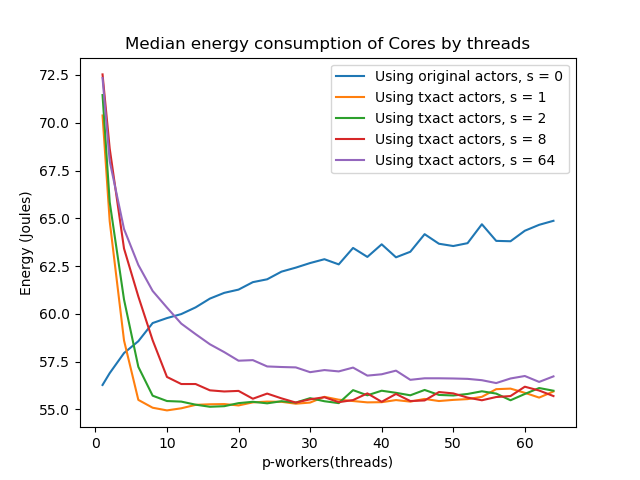 Median energy consumption of Cores by threads
Using original actors, s = 0
Using txact actors, s = 1
Using txact actors, s = 2
Using txact actors, s = 8
Using txact actors, s = 64
Energy (Joules)
72.5
70.0
67.5
65.0
62.5
60.0
57.5
55.0
0 10 20 30 40 50 60
p-workers(threads)